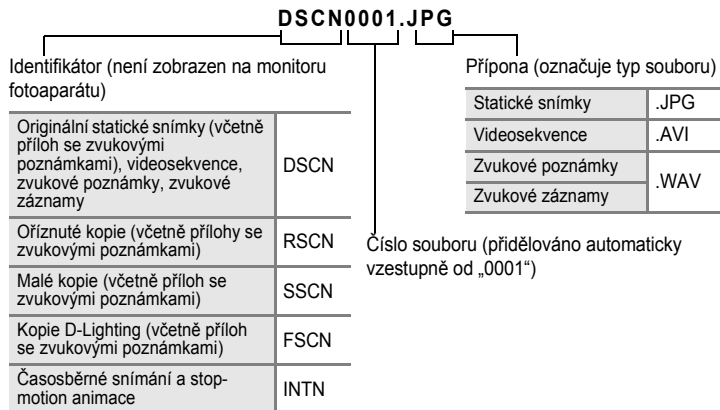 DSCN0001.JPG
Identifikátor (není zobrazen na monitoru
fotoaparátu)
Originální statické snímky (včetně
příloh se zvukovými
poznámkami), videosekvence,
zvukové poznámky, zvukové
záznamy
DSCN
Oříznuté kopie (včetně přílohy se
zvukovými poznámkami)
RSCN
Malé kopie (včetně příloh se
zvukovými poznámkami)
SSCN
Kopie D-Lighting (včetně příloh
se zvukovými poznámkami)
FSCN
Časosběrné snímání a stop-
motion animace
INTN
Číslo souboru (přidělováno automaticky
vzestupně od „0001“)
Přípona (označuje typ souboru)
Statické snímky .JPG
Videosekvence .AVI
Zvukové poznámky
.WAV
Zvukové záznamy